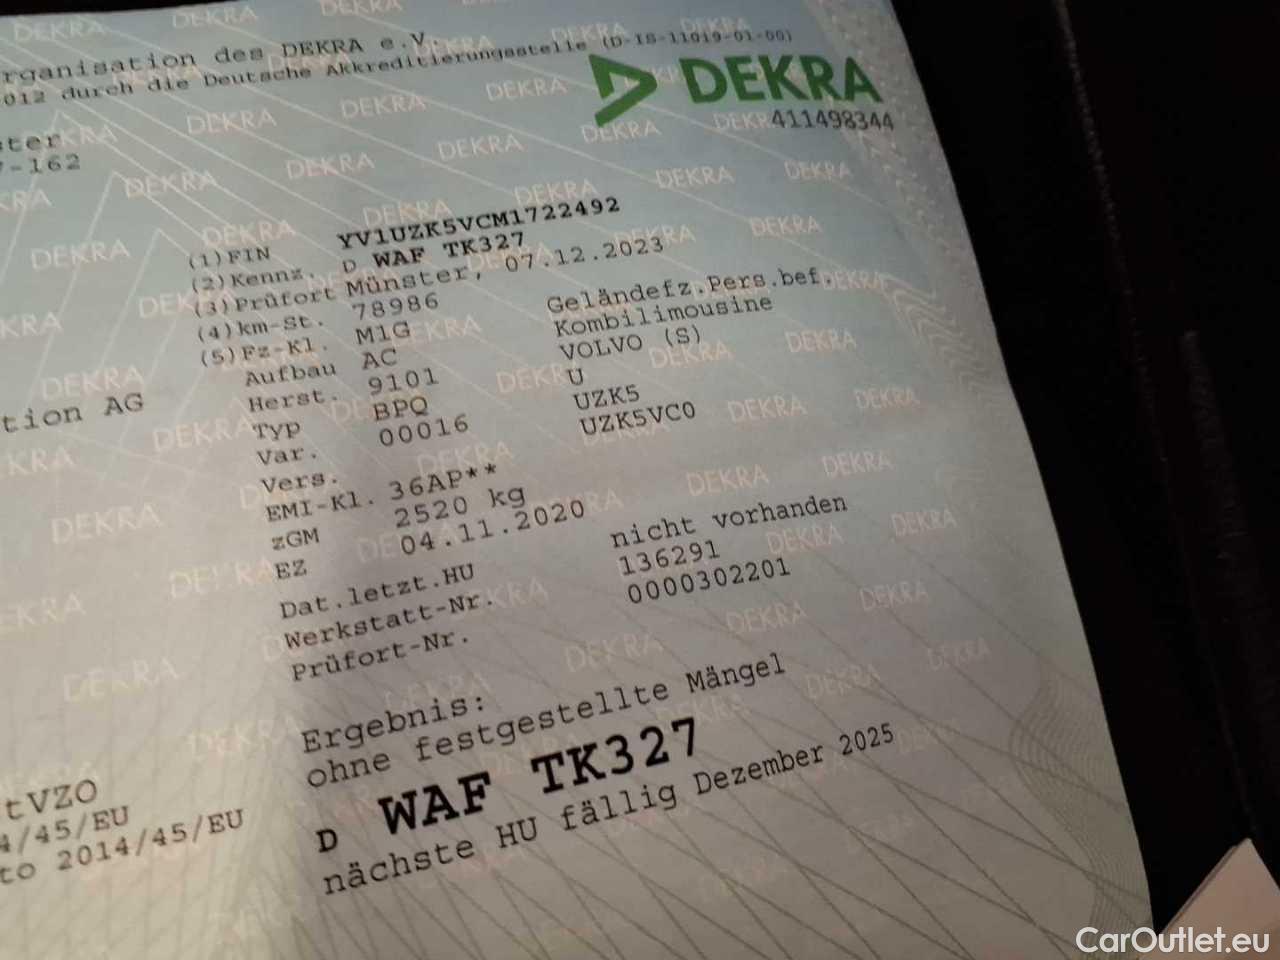 rganisation des DEKRA e.V.
012 durch die Deutsche Akkreditierungsstelle (D-IS-11019-01-00)
DEKRA
411498344
ster
7-162
(1)FIN YV1UZK5VCM1722492
(2)Kennz. D WAF TK327
(3)Prüfort Münster, 07.12.2023
(4)km-St. 78986
(5)Fz-Kl. M1G Geländefz.Pers.bef.
Aufbau AC Kombilimousine
Herst. 9101 VOLVO (S)
Typ BPQ U
Var. 00016 UZK5
Vers. UZK5VC0
EMI-Kl. 36AP**
zGM 2520 kg
EZ 04.11.2020
Dat.letzt.HU nicht vorhanden
Werkstatt-Nr. 136291
Prüfort-Nr. 0000302201
tion AG
Ergebnis:
ohne festgestellte Mängel
D WAF TK327
nächste HU fällig Dezember 2025
tVZO
4/45/EU
to 2014/45/EU
CarOutlet.eu